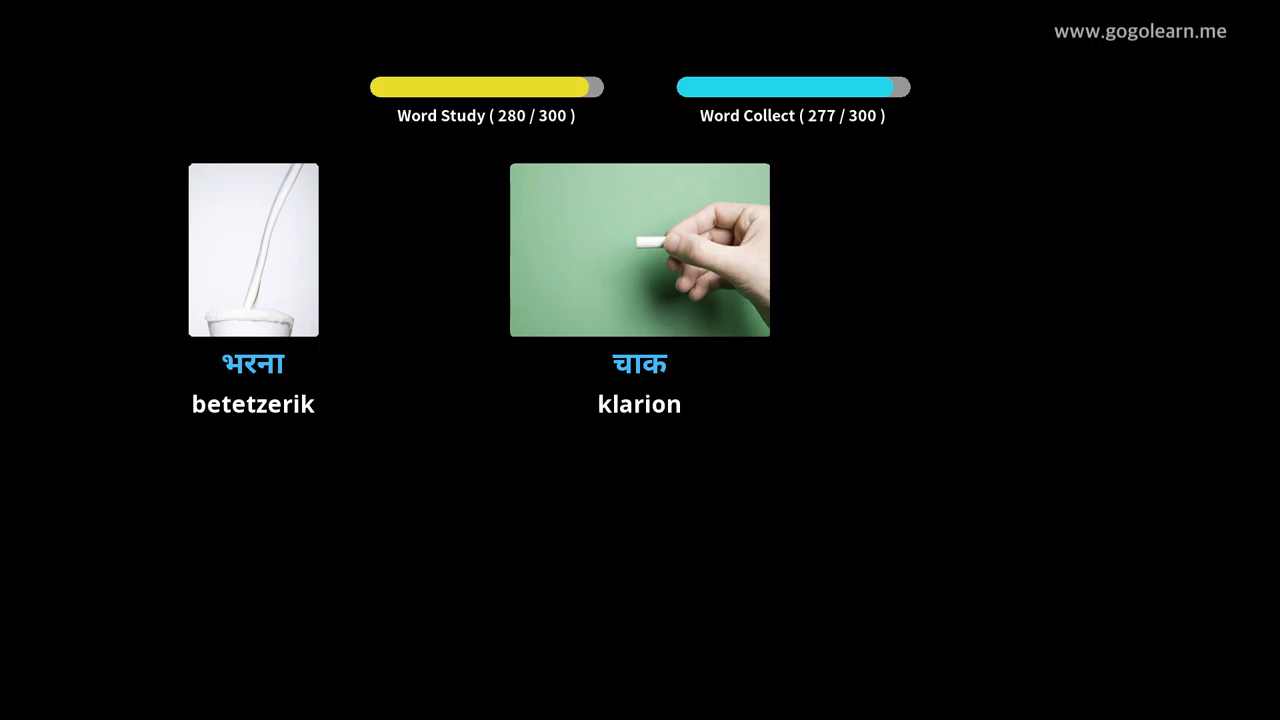 www.gogolearn.me
Word Study ( 280 / 300 )
Word Collect ( 277 / 300 )
भरना
चाक
betetzerik
klarion